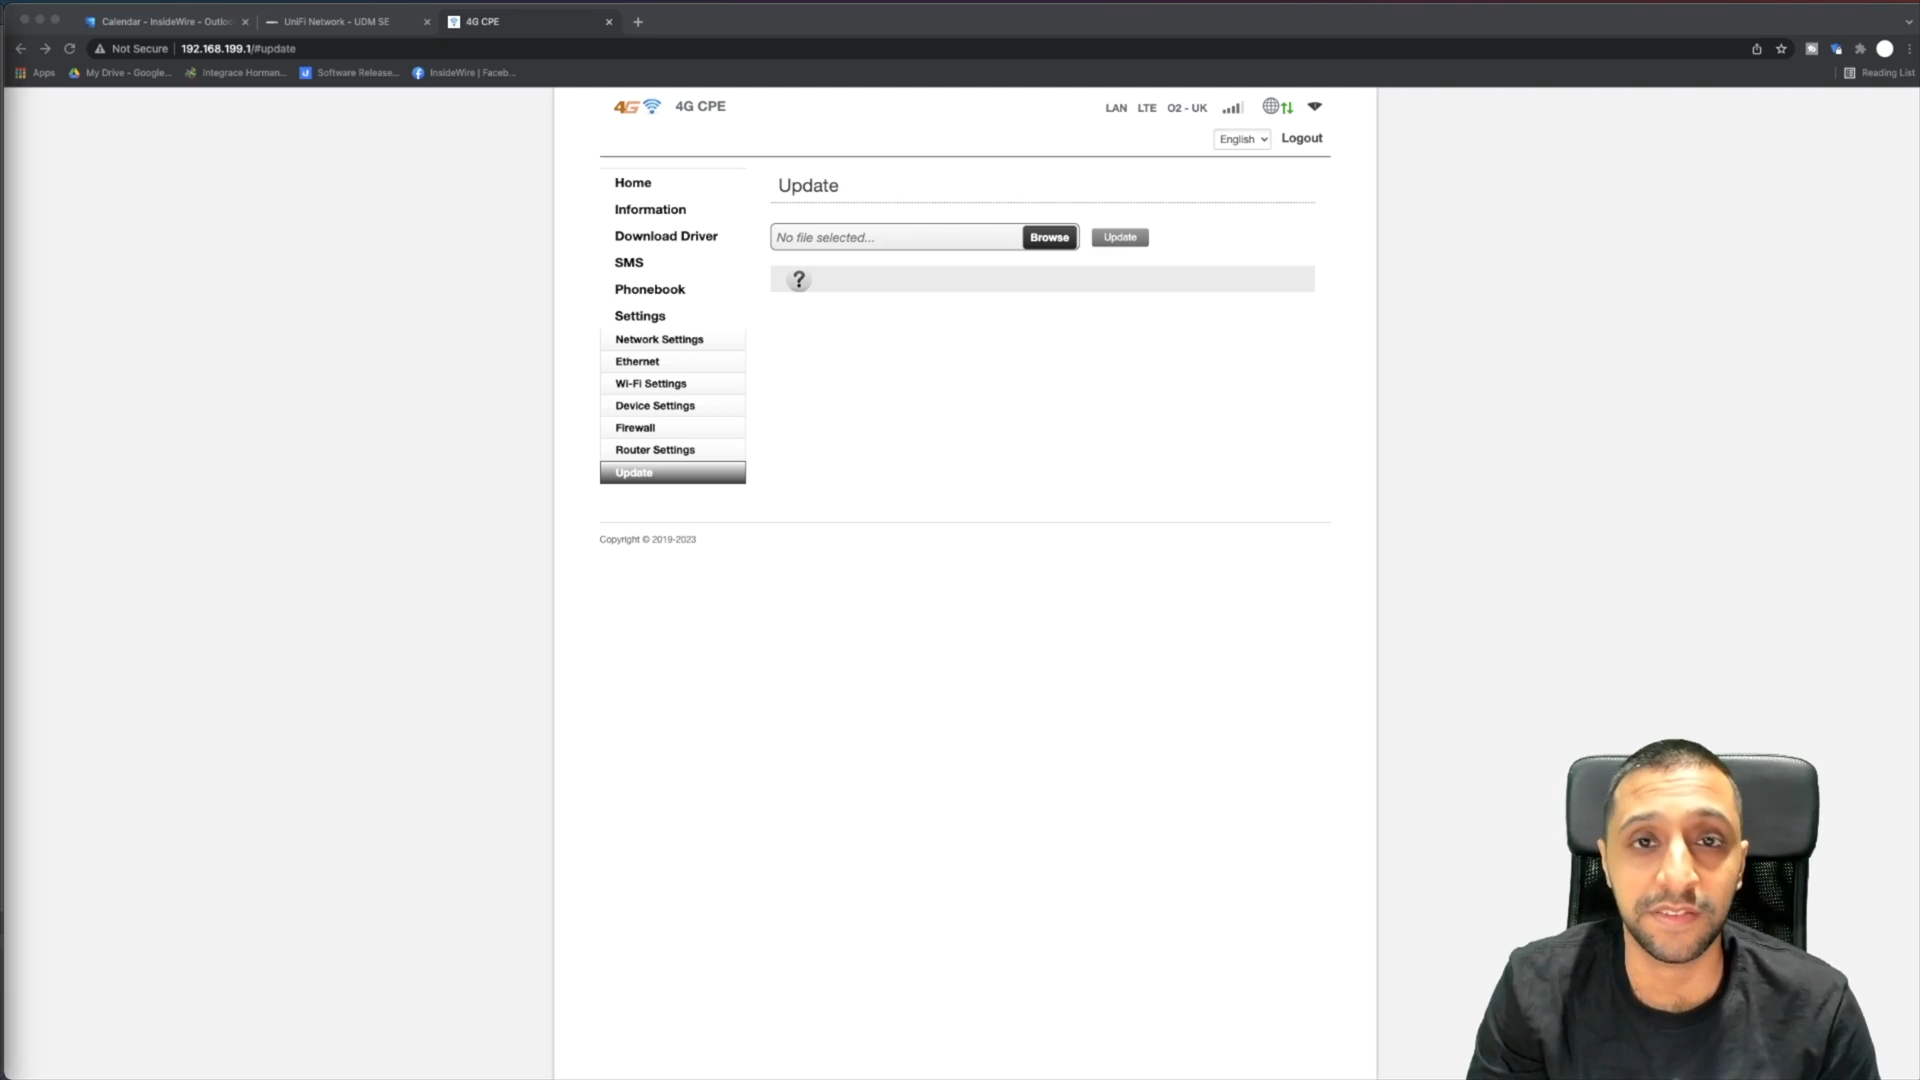 Calendar - InsideWire - Outlo
UniFi Network - UDM SE
4G CPE
Not Secure
192.168.199.1/#update
Apps
My Drive - Google...
Integrace Horman...
Software Release...
InsideWire | Faceb...
Reading List
4G
4G CPE
LAN LTE O2 - UK
English
Logout
Home
Information
Download Driver
SMS
Phonebook
Settings
Network Settings
Ethernet
Wi-Fi Settings
Device Settings
Firewall
Router Settings
Update
Update
No file selected...
Browse
Update
?
Copyright © 2019-2023